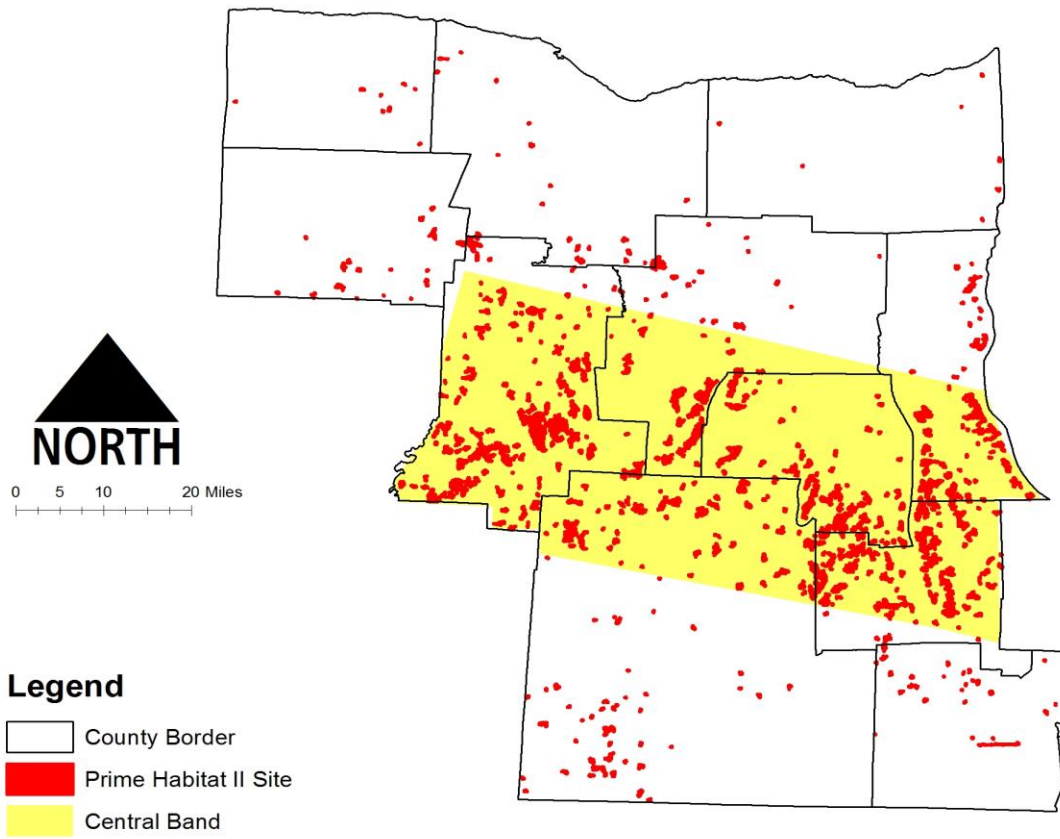 NORTH
0 5 10 20 Miles
Legend
County Border
Prime Habitat II Site
Central Band